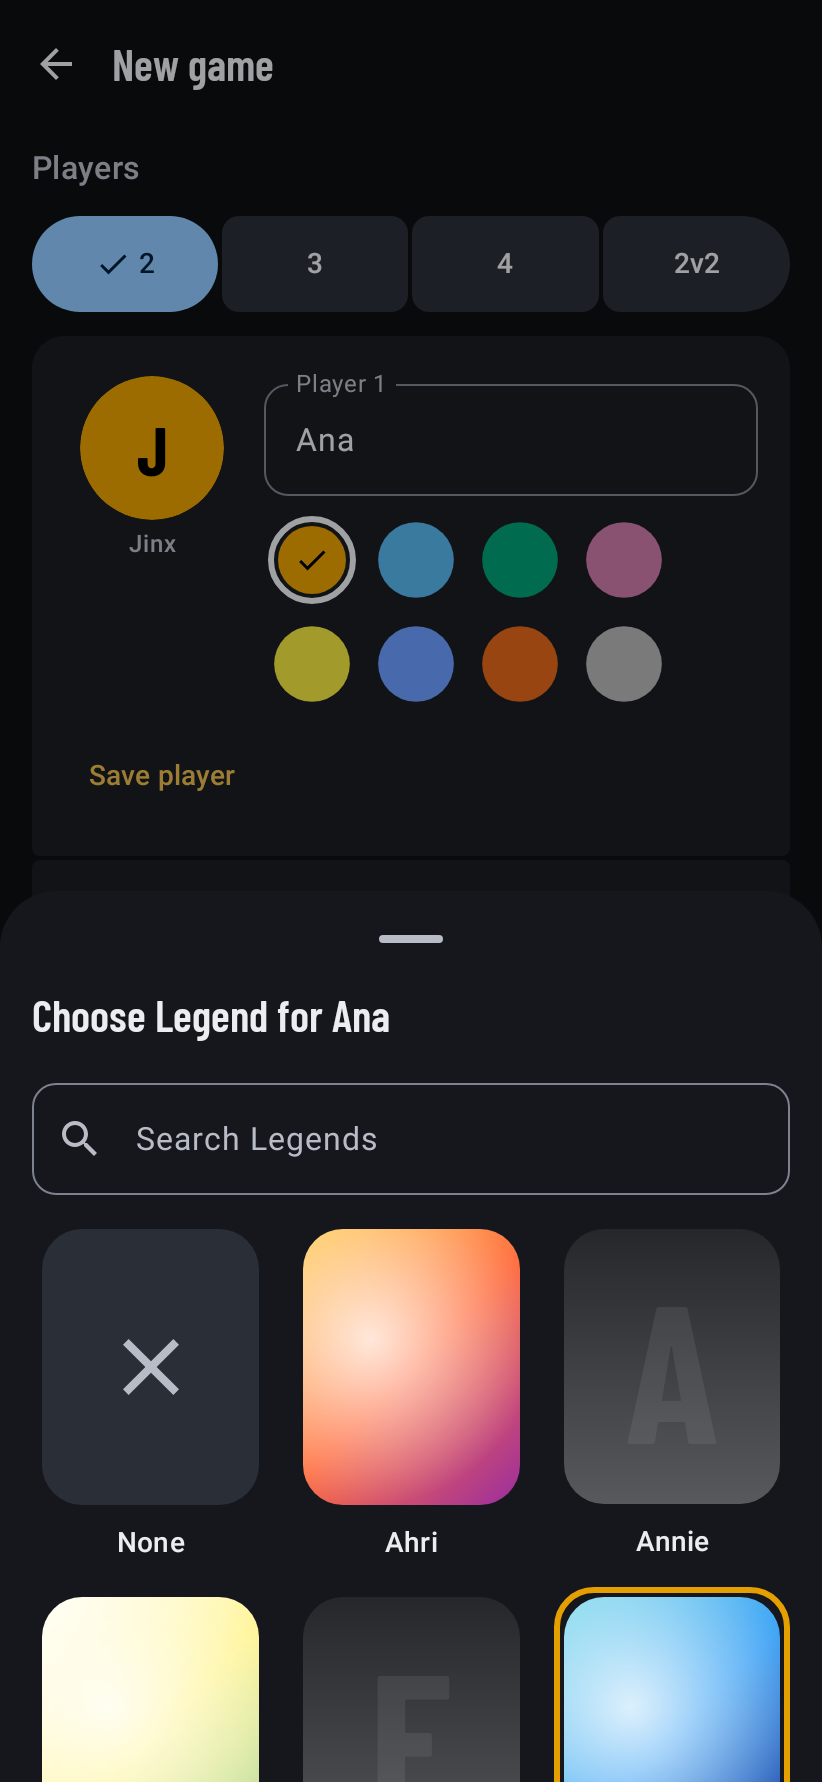 New game
Players
2
3
4
2v2
Player 1
J
Ana
Jinx
Save player
Choose Legend for Ana
Search Legends
A
None
Ahri
Annie
F